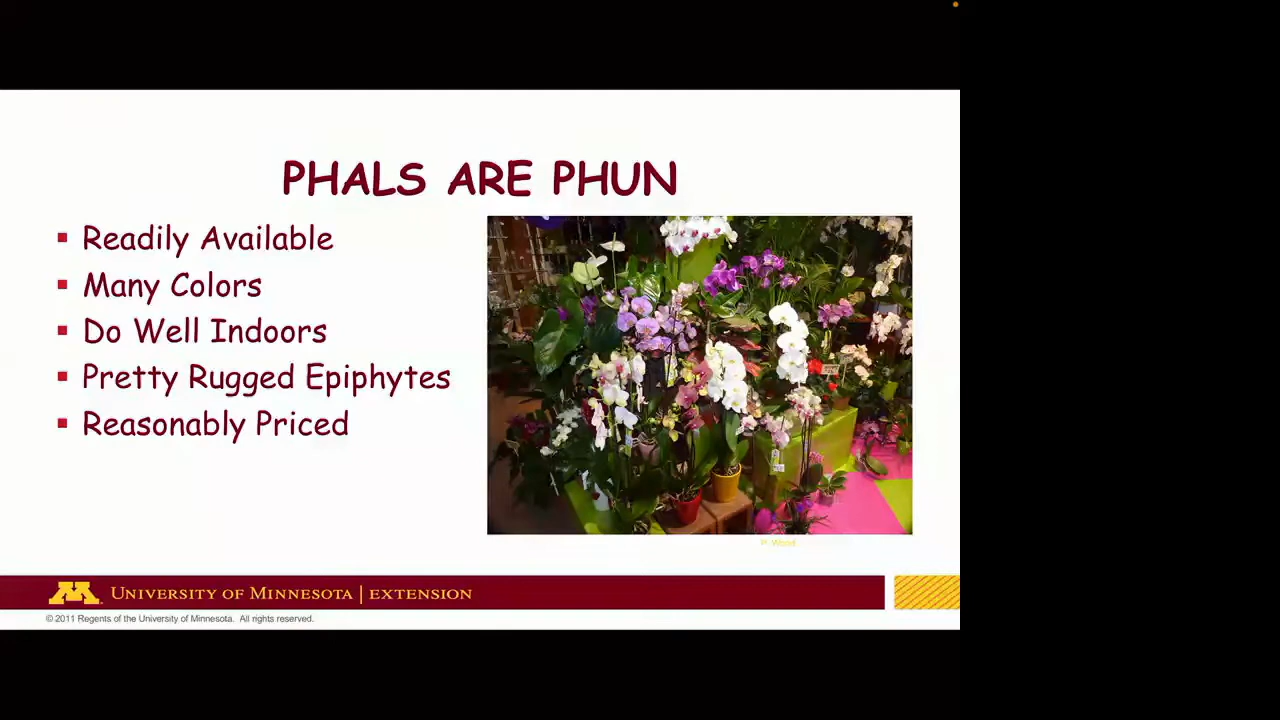 PHALS ARE PHUN
▪ Readily Available
▪ Many Colors
▪ Do Well Indoors
▪ Pretty Rugged Epiphytes
▪ Reasonably Priced
UNIVERSITY OF MINNESOTA | EXTENSION
© 2011 Regents of the University of Minnesota. All rights reserved.